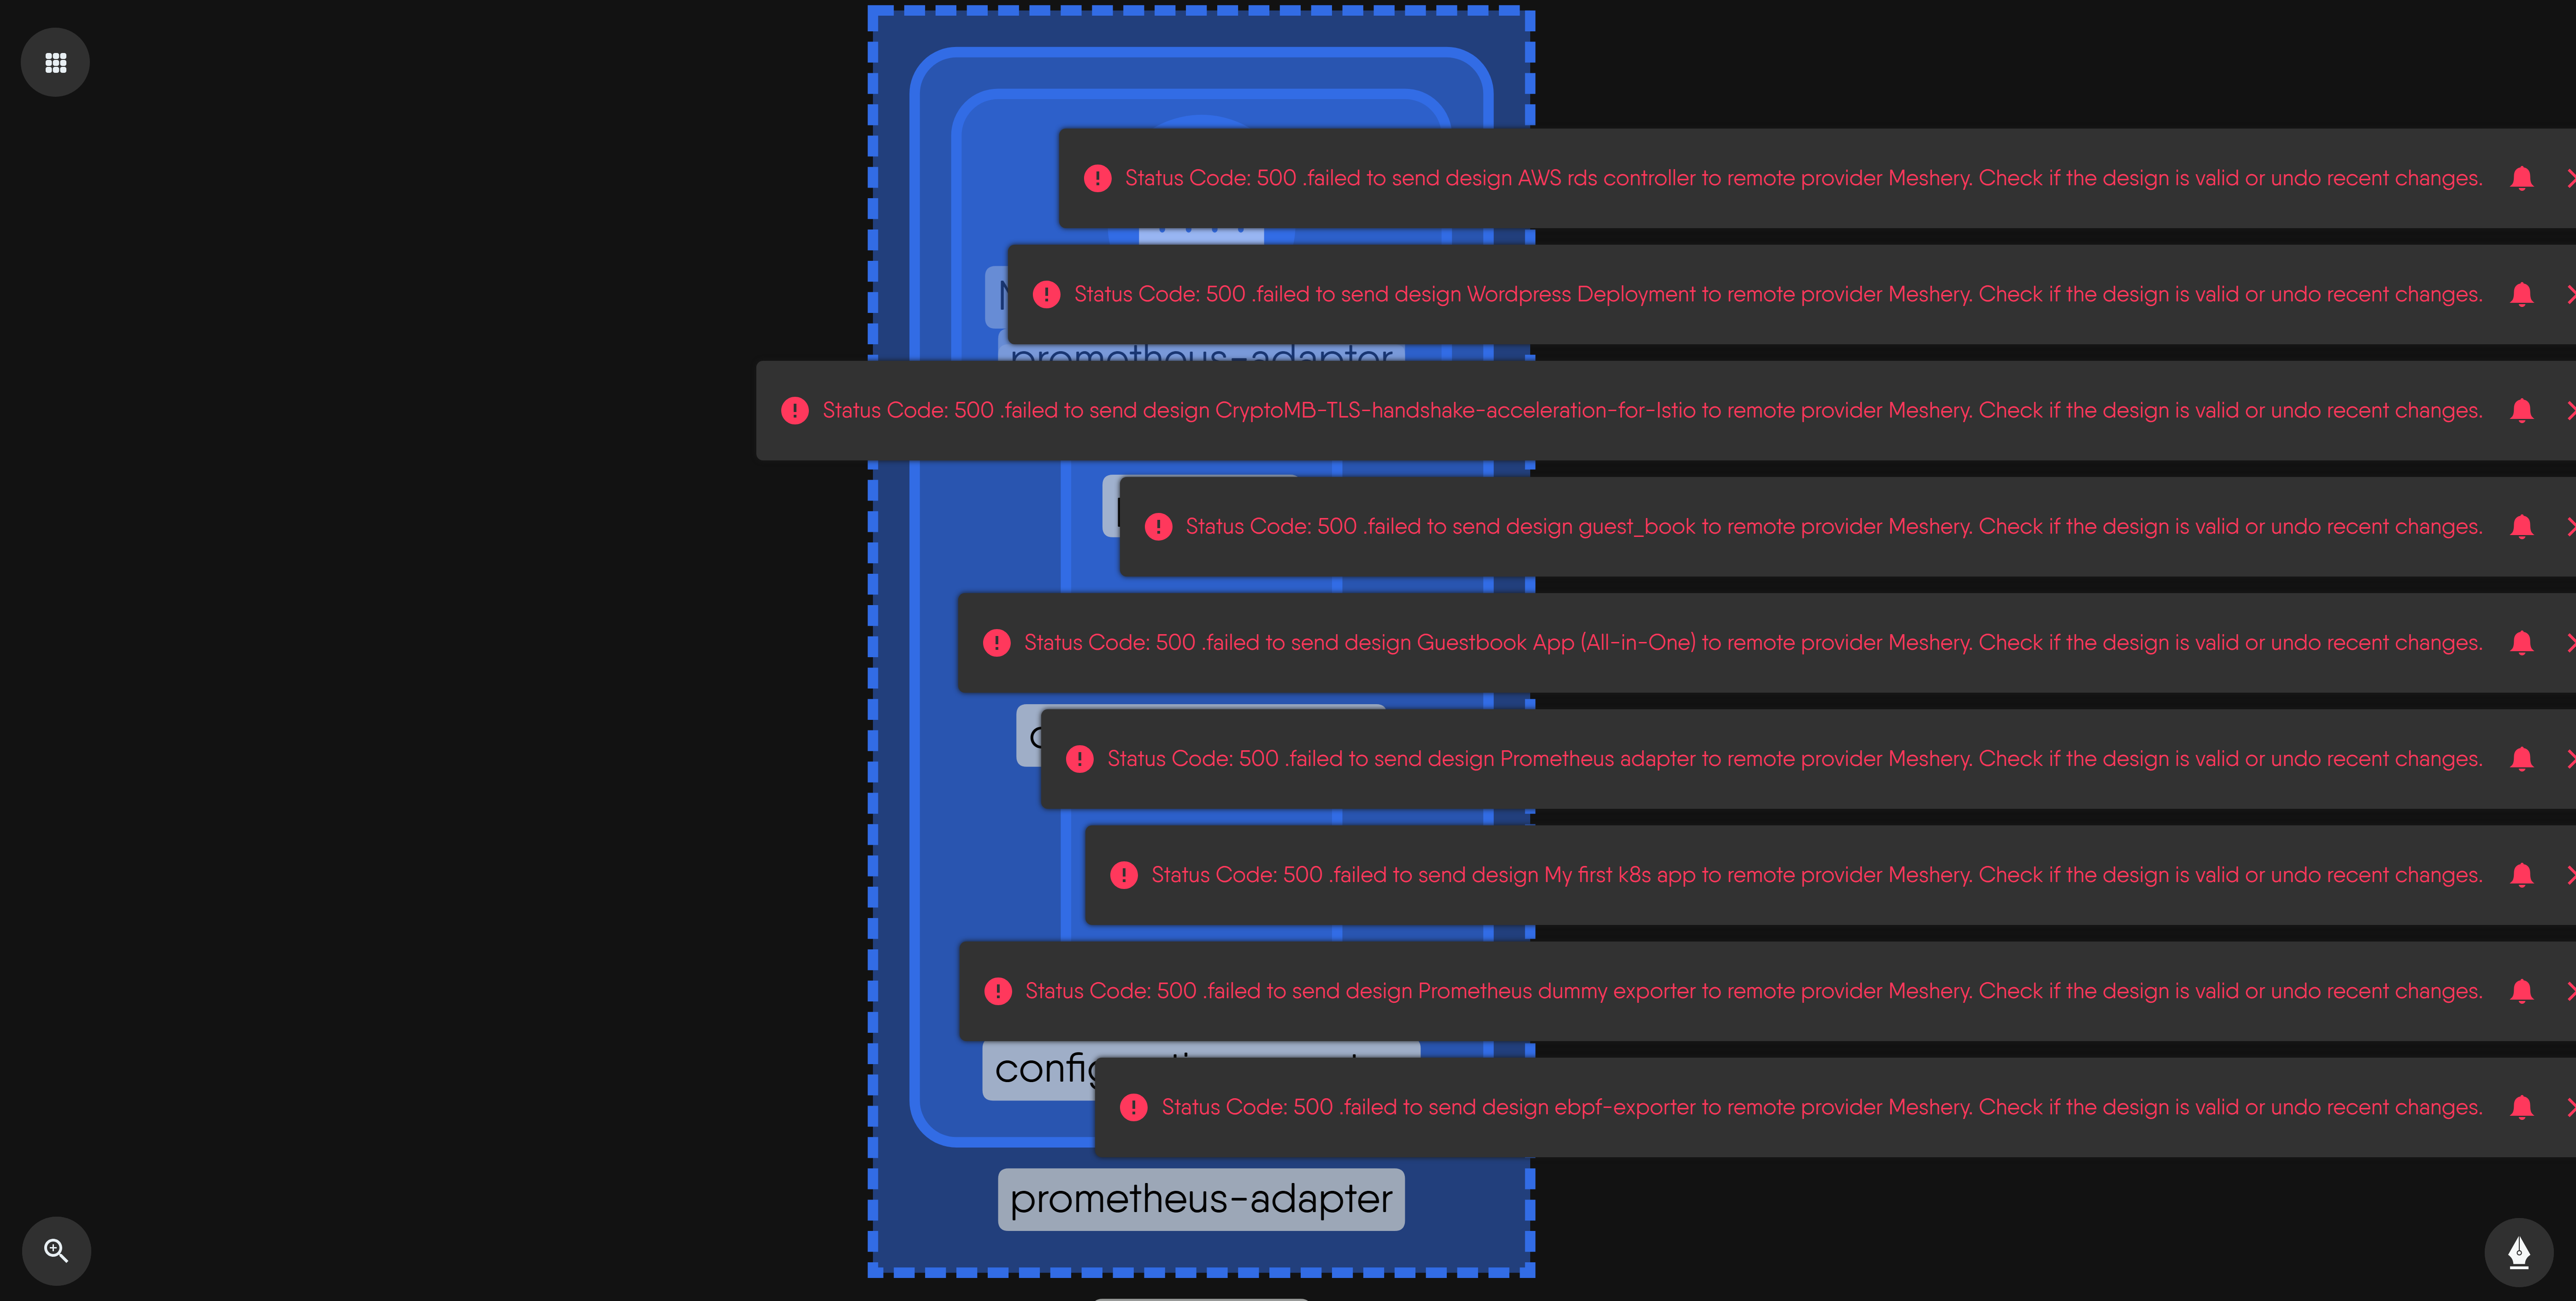 Status Code: 500 .failed to send design AWS rds controller to remote provider Meshery. Check if the design is valid or undo recent changes.
Status Code: 500 .failed to send design Wordpress Deployment to remote provider Meshery. Check if the design is valid or undo recent changes.
prometheus-adapter
Status Code: 500 .failed to send design CryptoMB-TLS-handshake-acceleration-for-Istio to remote provider Meshery. Check if the design is valid or undo recent changes.
Status Code: 500 .failed to send design guest_book to remote provider Meshery. Check if the design is valid or undo recent changes.
Status Code: 500 .failed to send design Guestbook App (All-in-One) to remote provider Meshery. Check if the design is valid or undo recent changes.
Status Code: 500 .failed to send design Prometheus adapter to remote provider Meshery. Check if the design is valid or undo recent changes.
Status Code: 500 .failed to send design My first k8s app to remote provider Meshery. Check if the design is valid or undo recent changes.
Status Code: 500 .failed to send design Prometheus dummy exporter to remote provider Meshery. Check if the design is valid or undo recent changes.
Status Code: 500 .failed to send design ebpf-exporter to remote provider Meshery. Check if the design is valid or undo recent changes.
prometheus-adapter